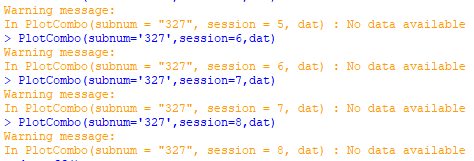 Warning message:
In PlotCombo(subnum = "327", session = 5, dat) : No data available
> PlotCombo(subnum='327',session=6,dat)
Warning message:
In PlotCombo(subnum = "327", session = 6, dat) : No data available
> PlotCombo(subnum='327',session=7,dat)
Warning message:
In PlotCombo(subnum = "327", session = 7, dat) : No data available
> PlotCombo(subnum='327',session=8,dat)
Warning message:
In PlotCombo(subnum = "327", session = 8, dat) : No data available